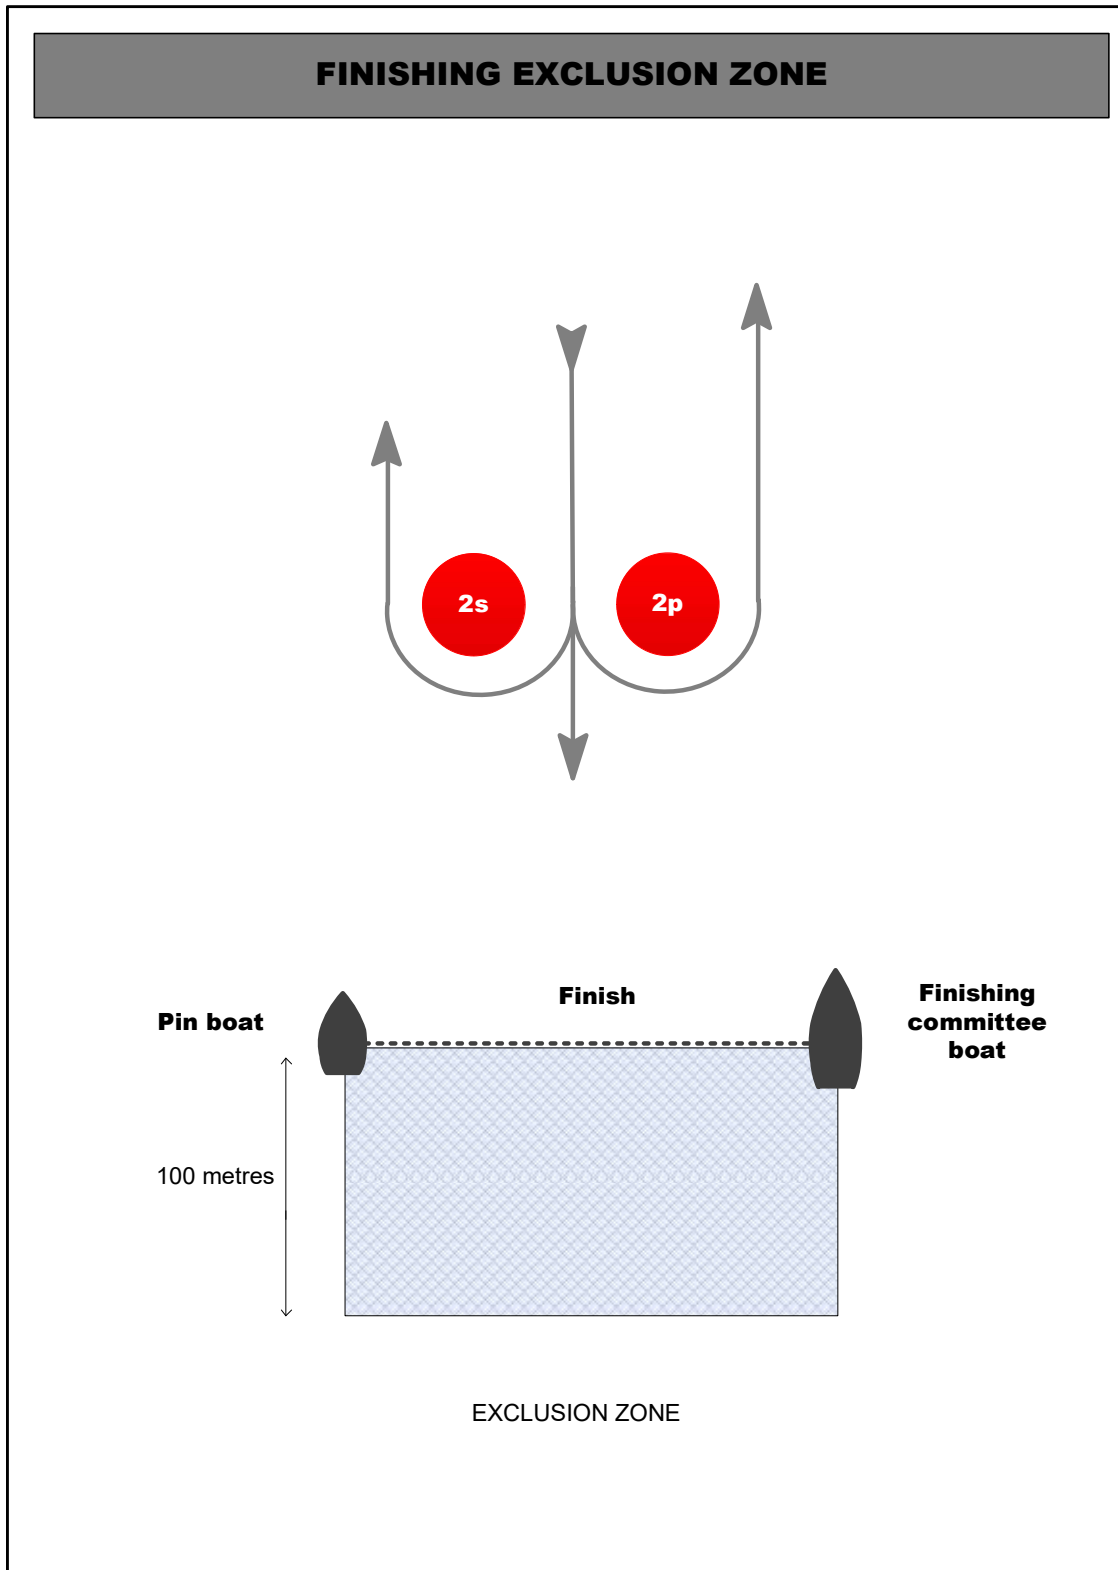 FINISHING EXCLUSION ZONE
2s
2p
Finish
Pin boat
Finishing
committee
boat
100 metres
EXCLUSION ZONE